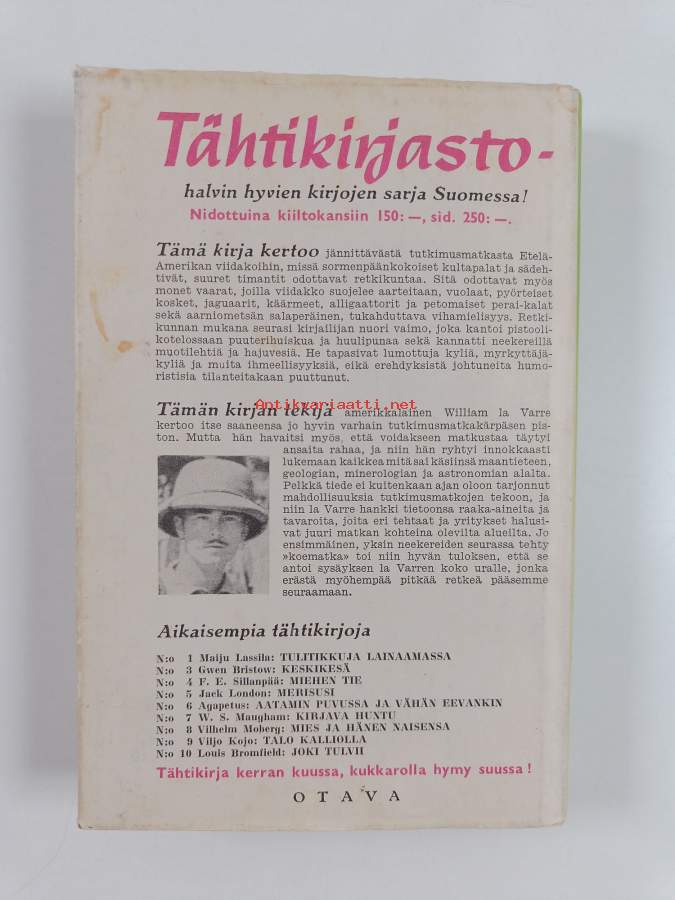 Tähtikirjasto-
halvin hyvien kirjojen sarja Suomessa!
Nidottuina kiiltokansiin 150:—, sid. 250:—.
Tämä kirja kertoo jännittävästä tutkimusmatkasta Etelä-
Amerikan viidakoihin, missä sormenpäänkokoiset kultapalat ja sädeh-
tivät, suuret timantit odottavat retkikuntaa. Sitä odottavat myös
monet vaarat, joilla viidakko suojelee aarteitaan, vuolaat, pyörteiset
kosket, jaguaarit, käärmeet, alligaattorit ja petomaiset perai-kalat
sekä aarniometsän salaperäinen, tukahduttava vihamielisyys. Retki-
kunnan mukana seurasi kirjailijan nuori vaimo, joka kantoi pistooli-
kotelossaan puuterihuiskua ja huulipunaa sekä kannatti neekereillä
muotilehtiä ja hajuvesiä. He tapasivat lumottuja kyliä, myrkyttäjä-
kyliä ja muita ihmeellisyyksiä, eikä erehdyksistä johtuneita humo-
ristisia tilanteitakaan puuttunut.
Antikvariaatti.net
Tämän kirjan tekijä amerikkalainen William la Varre
kertoo itse saaneensa jo hyvin varhain tutkimusmatkakärpäsen pis-
ton. Mutta hän havaitsi myös, että voidakseen matkustaa täytyi
ansaita rahaa, ja niin hän ryhtyi innokkaasti
lukemaan kaikkea mitä sai käsiinsä maantieteen,
geologian, minerologian ja astronomian alalta.
Pelkkä tiede ei kuitenkaan ajan oloon tarjonnut
mahdollisuuksia tutkimusmatkojen tekoon, ja
niin la Varre hankki tietoonsa raaka-aineita ja
tavaroita, joita eri tehtaat ja yritykset halusi-
vat juuri matkan kohteina olevilta alueilta. Jo
ensimmäinen, yksin neekereiden seurassa tehty
»koematka» toi niin hyvän tuloksen, että se
antoi sysäyksen la Varren koko uralle, jonka
erästä myöhempää pitkää retkeä pääsemme
seuraamaan.
Aikaisempia tähtikirjoja
N:o 1 Maiju Lassila: TULITIKKUJA LAINAAMASSA
N:o 3 Gwen Bristow: KESKIKESÄ
N:o 4 F. E. Sillanpää: MIEHEN TIE
N:o 5 Jack London: MERISUSI
N:o 6 Agapetus: AATAMIN PUVUSSA JA VÄHÄN EEVANKIN
N:o 7 W. S. Maugham: KIRJAVA HUNTU
N:o 8 Vilhelm Moberg: MIES JA HÄNEN NAISENSA
N:o 9 Viljo Kojo: TALO KALLIOLLA
N:o 10 Louis Bromfield: JOKI TULVII
Tähtikirja kerran kuussa, kukkarolla hymy suussa!
OTAVA